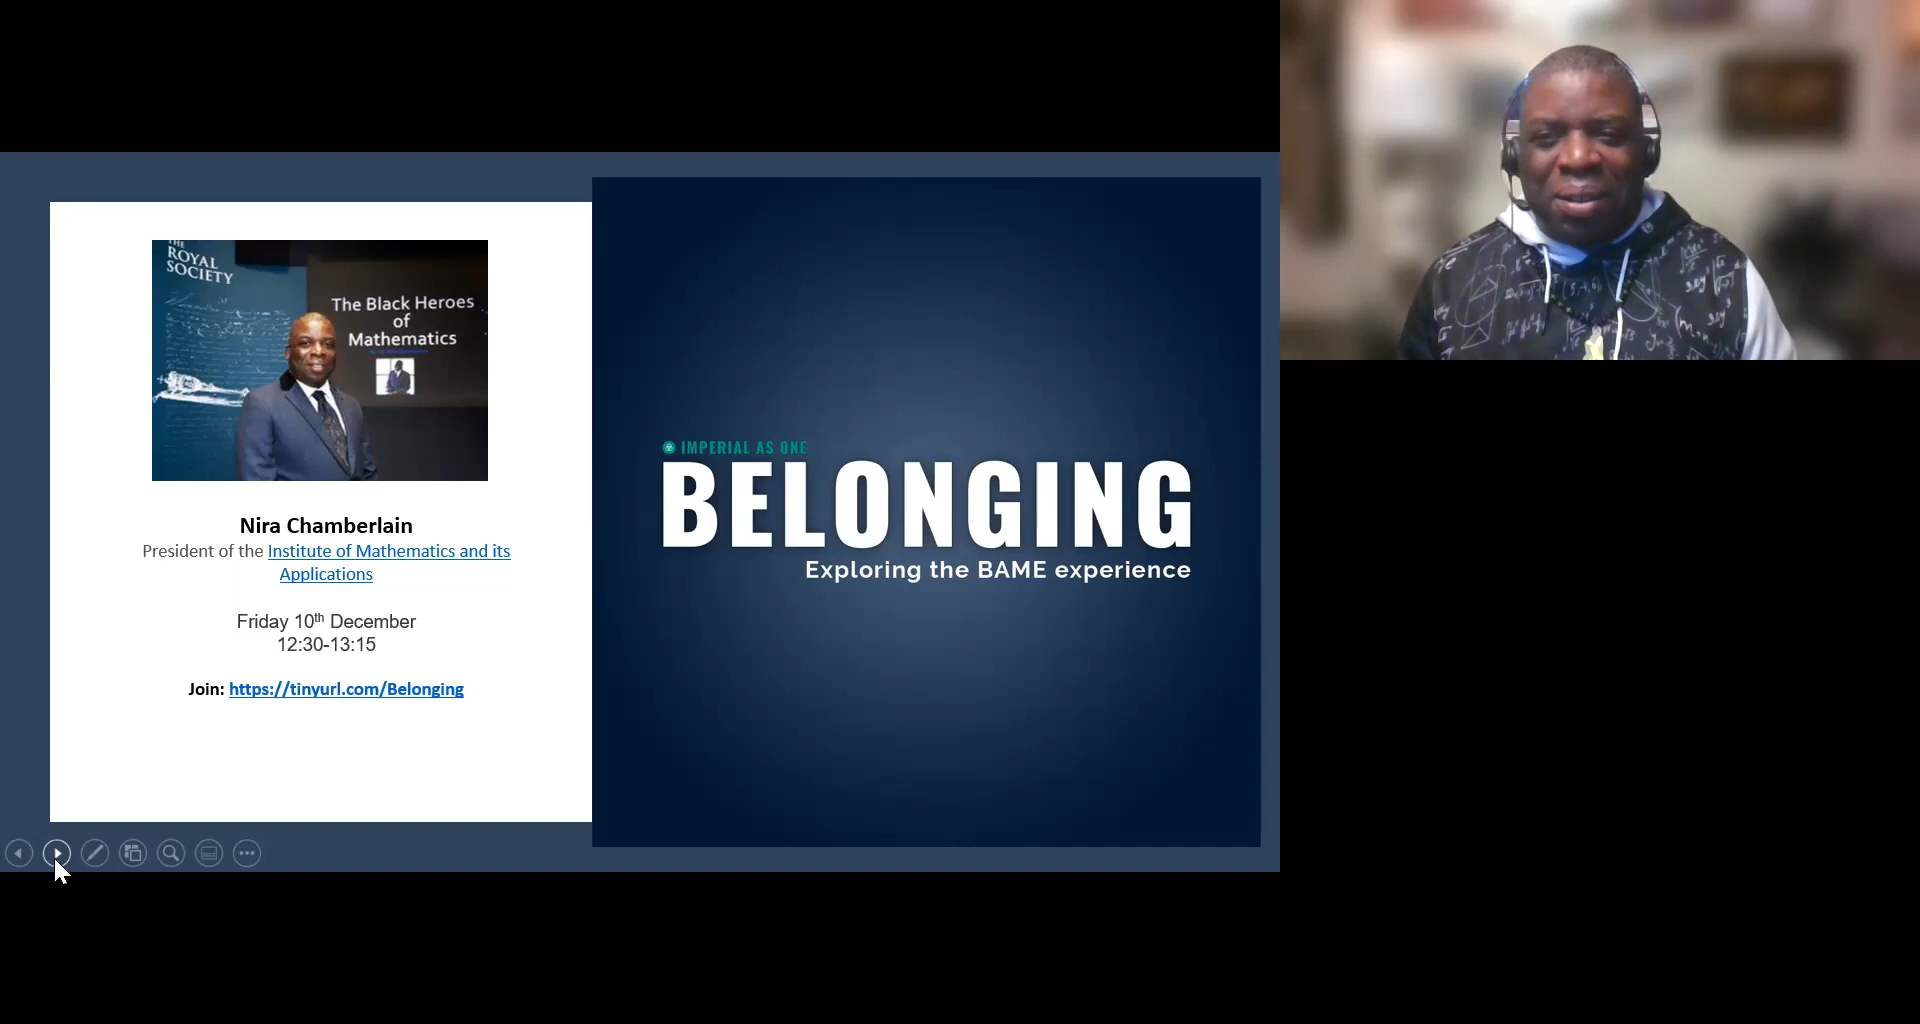 THE
ROYAL
SOCIETY
The Black Heroes
of
Mathematics
Nira Chamberlain
President of the Institute of Mathematics and its
Applications
Friday 10th December
12:30-13:15
Join: https://tinyurl.com/Belonging
IMPERIAL AS ONE
BELONGING
Exploring the BAME experience